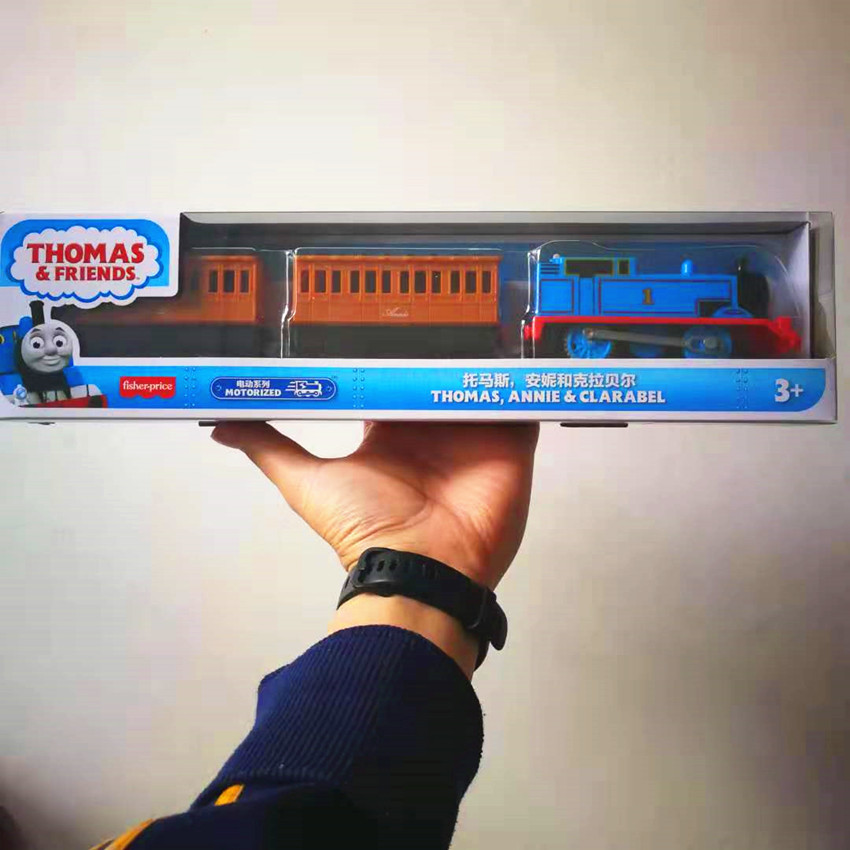 THOMAS
& FRIENDS
fisher-price
电动系列
MOTORIZED
Annie
1
托马斯，安妮和克拉贝尔
THOMAS, ANNIE & CLARABEL
3+